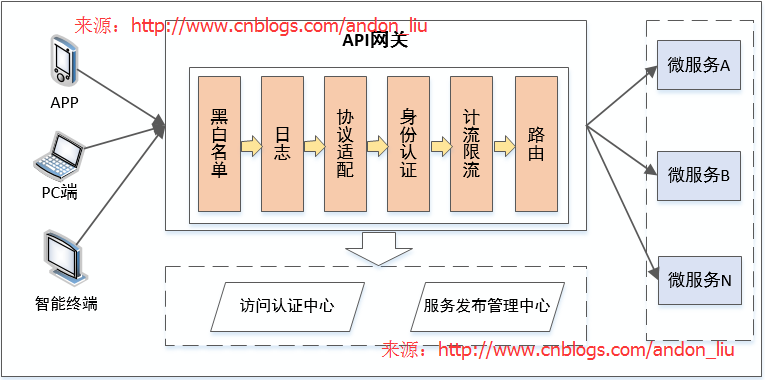 来源：http://www.cnblogs.com/andon_liu
API网关
APP
PC端
智能终端
黑白名单
日志
协议适配
身份认证
计流限流
路由
微服务A
微服务B
微服务N
访问认证中心
服务发布管理中心
来源：http://www.cnblogs.com/andon_liu